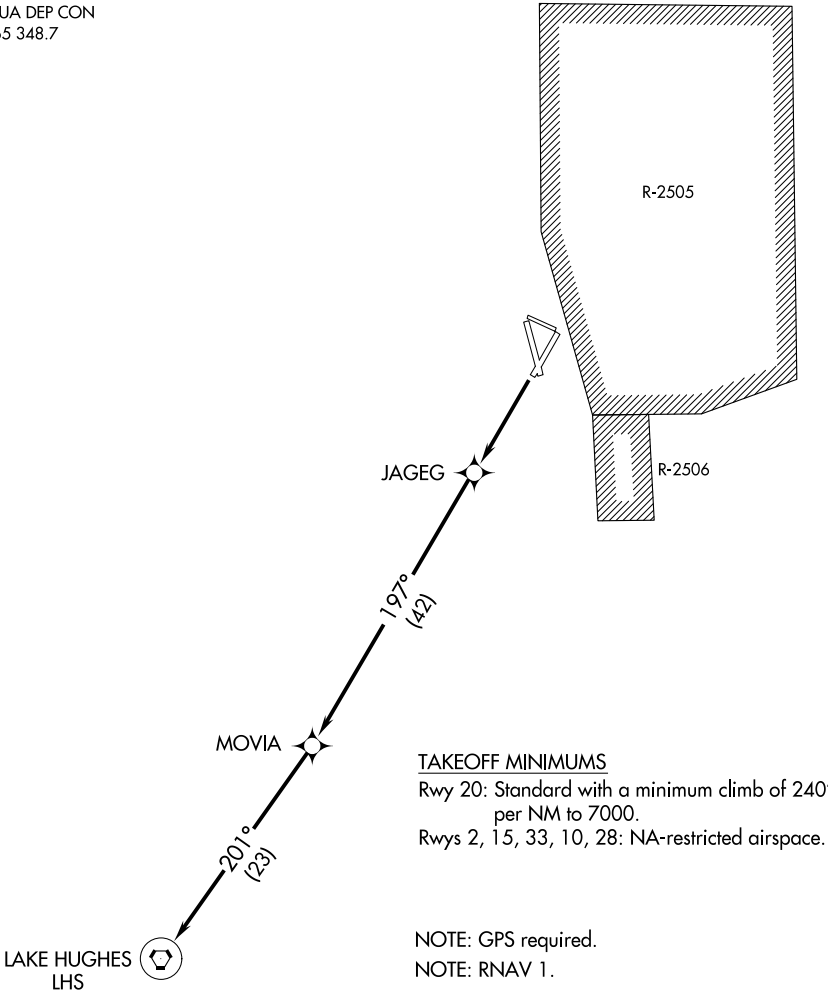 UA DEP CON
5 348.7
R-2505
JAGEG
R-2506
197°
(42)
MOVIA
TAKEOFF MINIMUMS
Rwy 20: Standard with a minimum climb of 240'
per NM to 7000.
Rwys 2, 15, 33, 10, 28: NA-restricted airspace.
201°
(23)
NOTE: GPS required.
LAKE HUGHES
NOTE: RNAV 1.
LHS